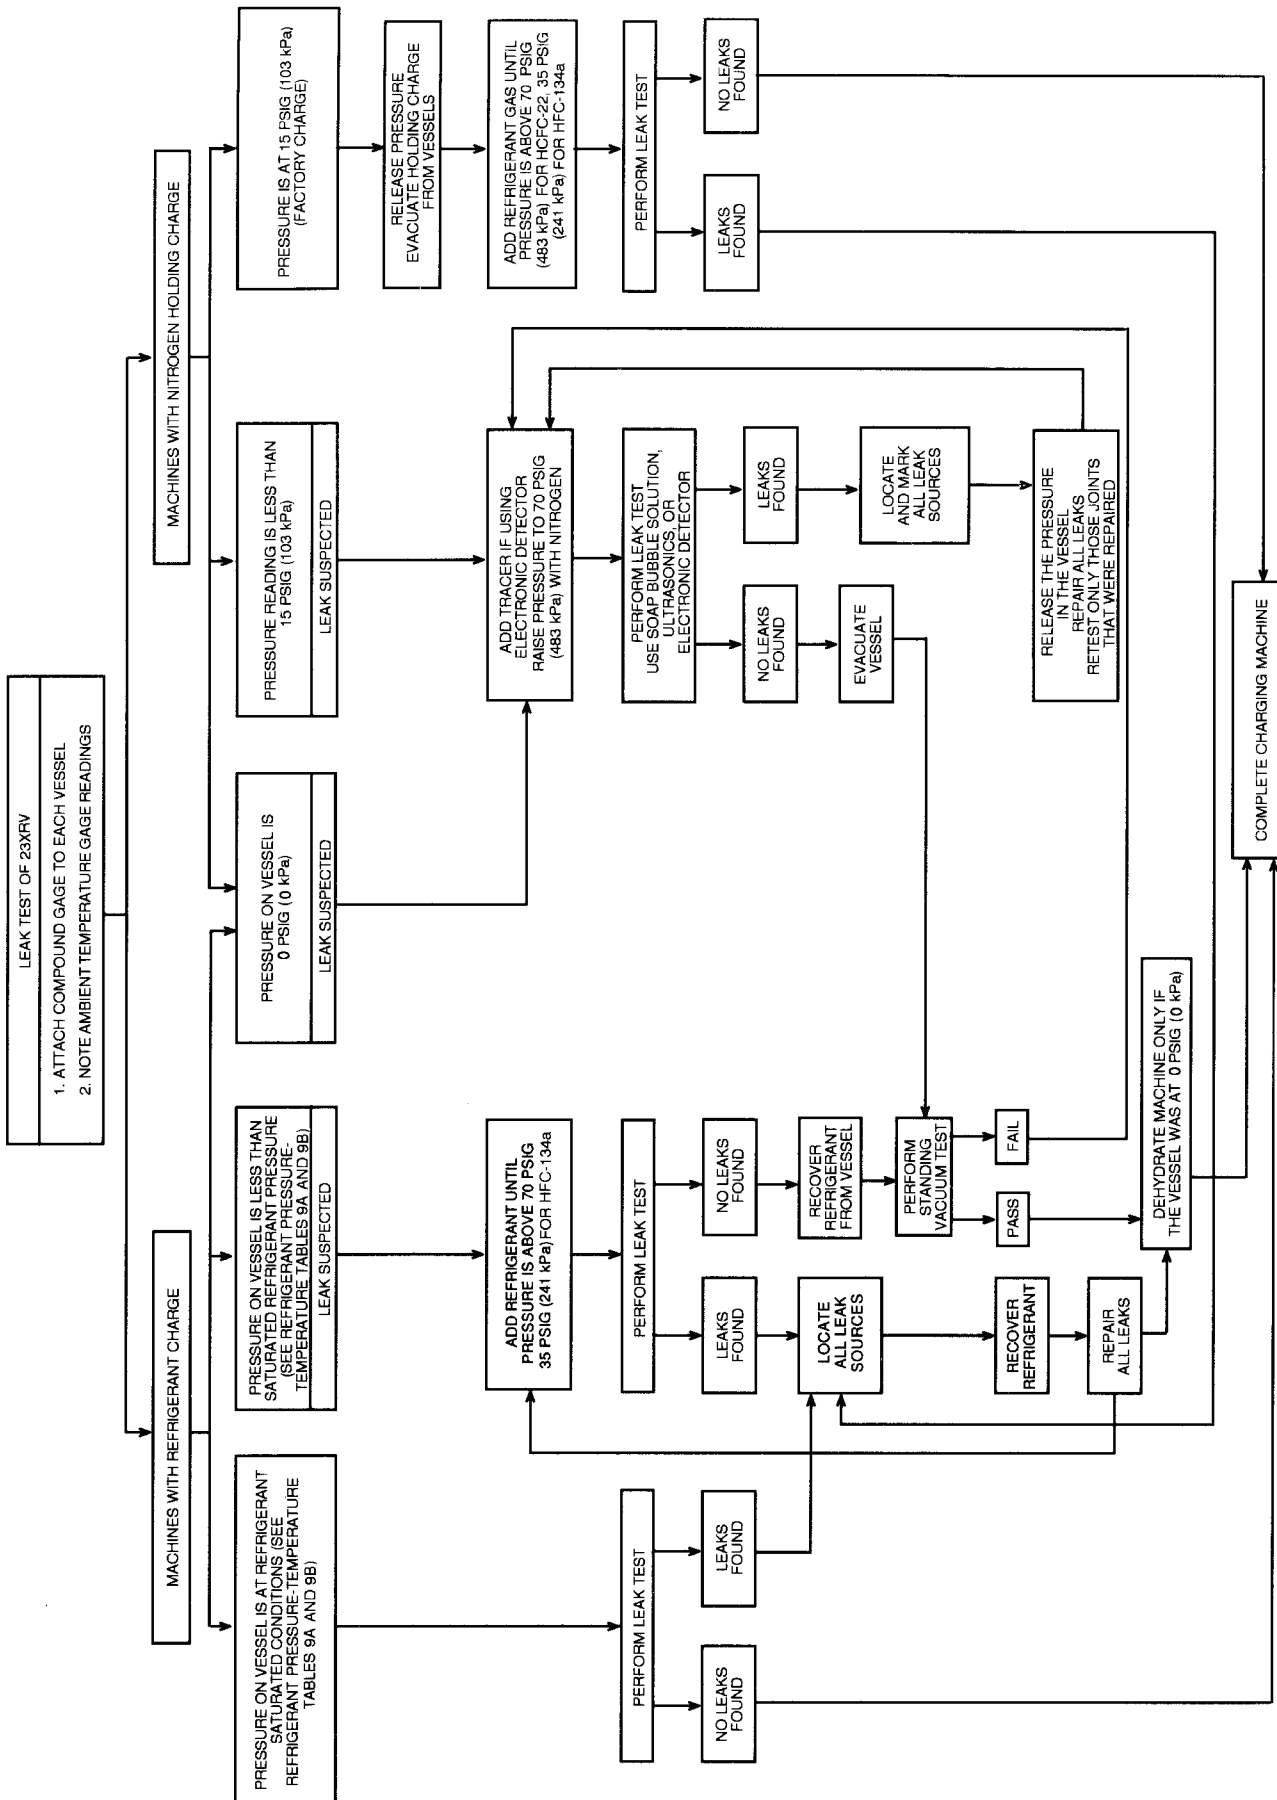 LEAK TEST OF 23XRV
1. ATTACH COMPOUND GAGE TO EACH VESSEL
2. NOTE AMBIENT TEMPERATURE GAGE READINGS
MACHINES WITH REFRIGERANT CHARGE
MACHINES WITH NITROGEN HOLDING CHARGE
PRESSURE ON VESSEL IS AT REFRIGERANT
SATURATED CONDITIONS (SEE
REFRIGERANT PRESSURE-TEMPERATURE
TABLES 9A AND 9B)
PRESSURE ON VESSEL IS LESS THAN
SATURATED REFRIGERANT PRESSURE
(SEE REFRIGERANT PRESSURE-
TEMPERATURE TABLES 9A AND 9B)
LEAK SUSPECTED
PRESSURE ON VESSEL IS
0 PSIG (0 kPa)
LEAK SUSPECTED
PRESSURE READING IS LESS THAN
15 PSIG (103 kPa)
LEAK SUSPECTED
PRESSURE IS AT 15 PSIG (103 kPa)
(FACTORY CHARGE)
RELEASE PRESSURE
EVACUATE HOLDING CHARGE
FROM VESSELS
ADD REFRIGERANT UNTIL
PRESSURE IS ABOVE 70 PSIG
35 PSIG (241 kPa) FOR HFC-134a
ADD TRACER IF USING
ELECTRONIC DETECTOR
RAISE PRESSURE TO 70 PSIG
(483 kPa) WITH NITROGEN
ADD REFRIGERANT GAS UNTIL
PRESSURE IS ABOVE 70 PSIG
(483 kPa) FOR HCFC-22, 35 PSIG
(241 kPa) FOR HFC-134a
PERFORM LEAK TEST
PERFORM LEAK TEST
PERFORM LEAK TEST
USE SOAP BUBBLE SOLUTION,
ULTRASONICS, OR
ELECTRONIC DETECTOR
PERFORM LEAK TEST
NO LEAKS
FOUND
LEAKS
FOUND
LEAKS
FOUND
NO LEAKS
FOUND
NO LEAKS
FOUND
LEAKS
FOUND
LEAKS
FOUND
NO LEAKS
FOUND
LOCATE
ALL LEAK
SOURCES
RECOVER
REFRIGERANT
FROM VESSEL
EVACUATE
VESSEL
LOCATE
AND MARK
ALL LEAK
SOURCES
PERFORM
STANDING
VACUUM TEST
RECOVER
REFRIGERANT
PASS
FAIL
RELEASE THE PRESSURE
IN THE VESSEL
REPAIR ALL LEAKS
RETEST ONLY THOSE JOINTS
THAT WERE REPAIRED
REPAIR
ALL LEAKS
DEHYDRATE MACHINE ONLY IF
THE VESSEL WAS AT 0 PSIG (0 kPa)
COMPLETE CHARGING MACHINE